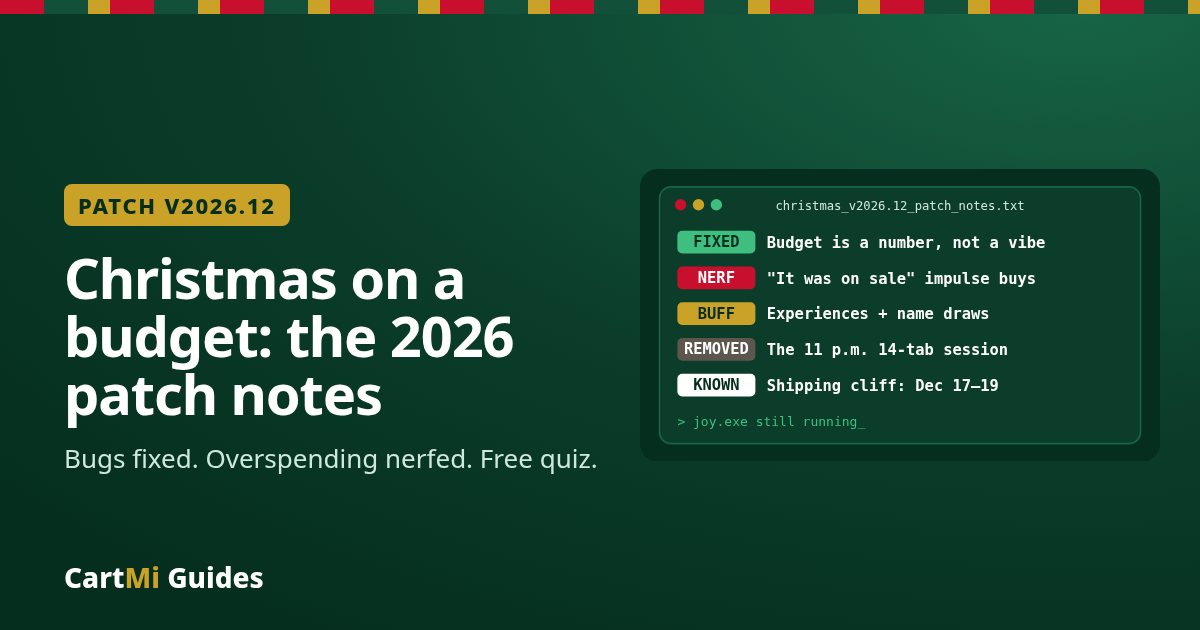 PATCH V2026.12
Christmas on a
budget: the 2026
patch notes
Bugs fixed. Overspending nerfed. Free quiz.
CartMi Guides
christmas_v2026.12_patch_notes.txt
FIXED Budget is a number, not a vibe
NERF "It was on sale" impulse buys
BUFF Experiences + name draws
REMOVED The 11 p.m. 14-tab session
KNOWN Shipping cliff: Dec 17–19
> joy.exe still running_